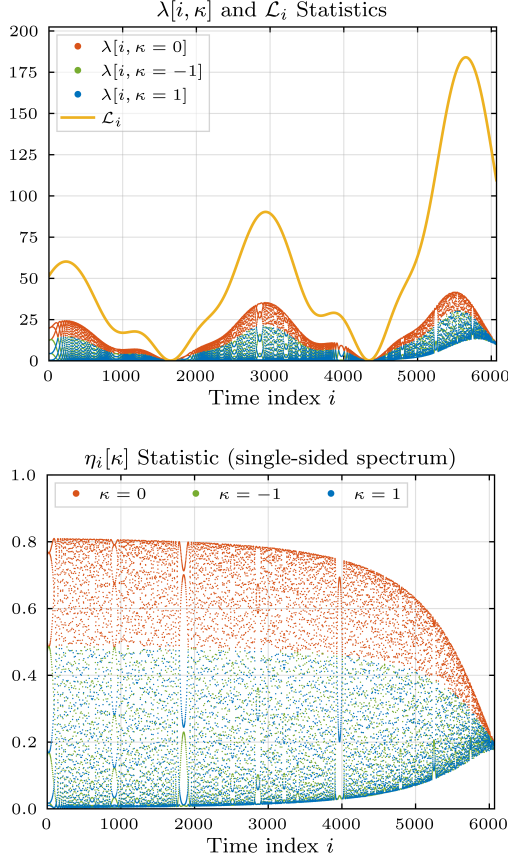 λ[i, κ] and ℒ_i Statistics
200
175
150
125
100
75
50
25
0
λ[i, κ = 0]
λ[i, κ = −1]
λ[i, κ = 1]
ℒ_i
0 1000 2000 3000 4000 5000 6000
Time index i
η_i[κ] Statistic (single-sided spectrum)
1.0
0.8
0.6
0.4
0.2
0.0
κ = 0 κ = −1 κ = 1
0 1000 2000 3000 4000 5000 6000
Time index i